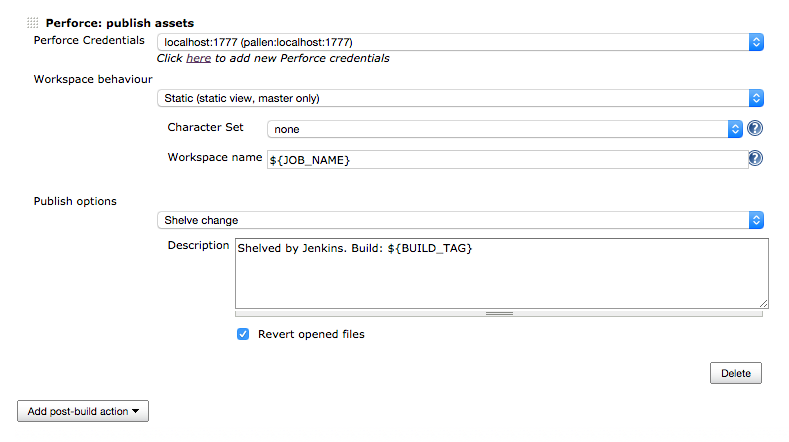 Perforce: publish assets
Perforce Credentials
localhost:1777 (pallen:localhost:1777)
Click here to add new Perforce credentials
Workspace behaviour
Static (static view, master only)
Character Set
none
?
Workspace name
${JOB_NAME}
?
Publish options
Shelve change
Description
Shelved by Jenkins. Build: ${BUILD_TAG}
Revert opened files
Delete
Add post-build action